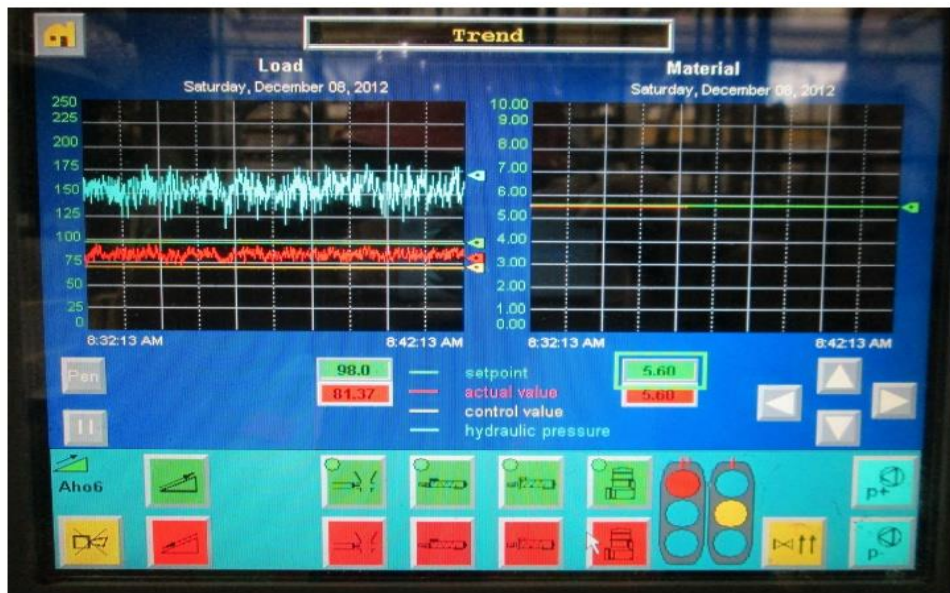 Trend
Load
Saturday, December 08, 2012
250
225
200
175
150
125
100
75
50
25
0
8:32:13 AM 8:42:13 AM
Material
Saturday, December 08, 2012
10.00
9.00
8.00
7.00
6.00
5.00
4.00
3.00
2.00
1.00
0.00
8:32:13 AM 8:42:13 AM
Pen
98.0 setpoint 5.60
81.37 actual value 5.60
control value
hydraulic pressure
Aho6
p+
p-